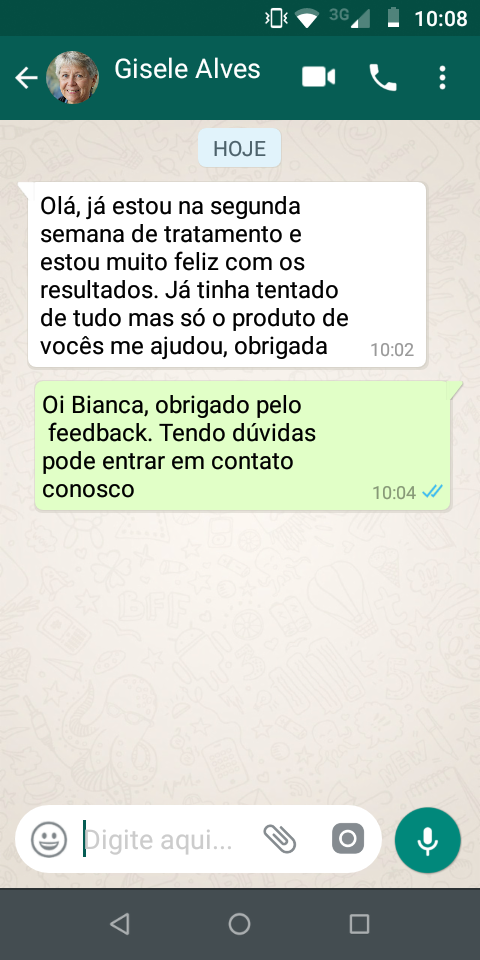 3G 10:08
Gisele Alves
HOJE
Olá, já estou na segunda
semana de tratamento e
estou muito feliz com os
resultados. Já tinha tentado
de tudo mas só o produto de
vocês me ajudou, obrigada 10:02
Oi Bianca, obrigado pelo
feedback. Tendo dúvidas
pode entrar em contato
conosco 10:04
Digite aqui...